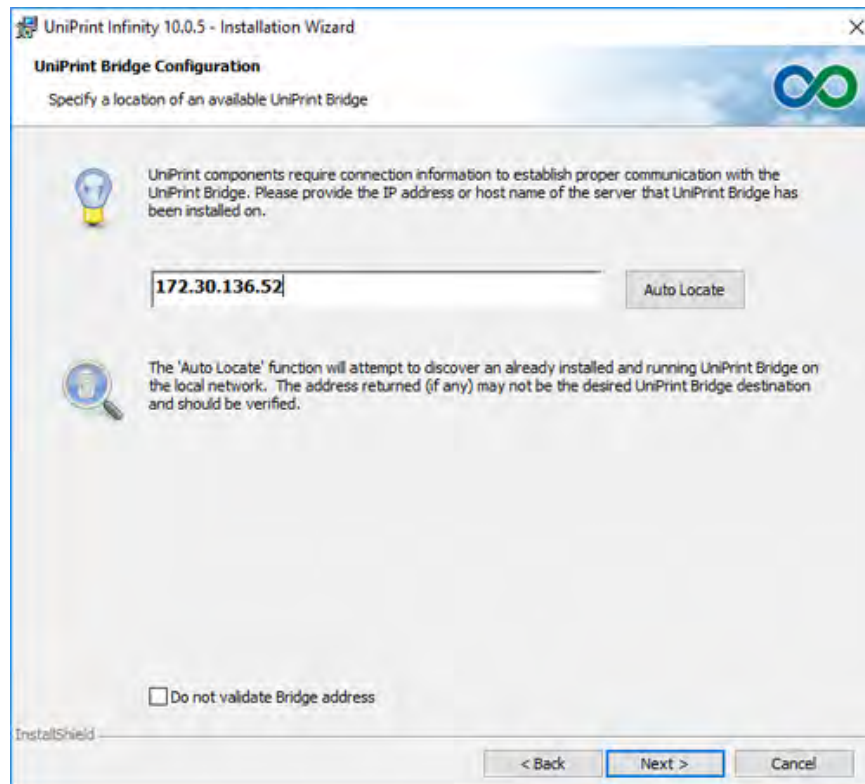 UniPrint Infinity 10.0.5 - Installation Wizard
UniPrint Bridge Configuration
Specify a location of an available UniPrint Bridge
UniPrint components require connection information to establish proper communication with the
UniPrint Bridge. Please provide the IP address or host name of the server that UniPrint Bridge has
been installed on.
172.30.136.52
Auto Locate
The 'Auto Locate' function will attempt to discover an already installed and running UniPrint Bridge on
the local network. The address returned (if any) may not be the desired UniPrint Bridge destination
and should be verified.
Do not validate Bridge address
InstallShield
< Back
Next >
Cancel